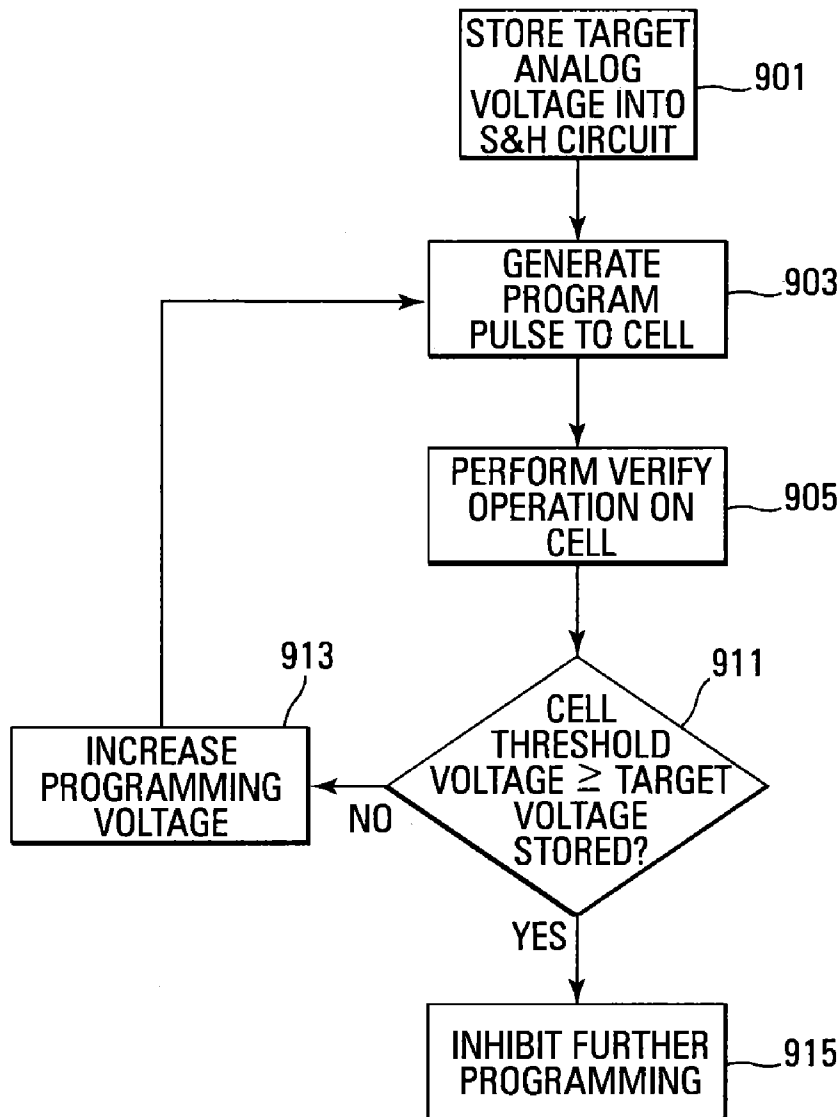 STORE TARGET
ANALOG
VOLTAGE INTO
S&H CIRCUIT
901
GENERATE
PROGRAM
PULSE TO CELL
903
PERFORM VERIFY
OPERATION ON
CELL
905
911
CELL
THRESHOLD
VOLTAGE ≥ TARGET
VOLTAGE
STORED?
913
INCREASE
PROGRAMMING
VOLTAGE
NO
YES
INHIBIT FURTHER
PROGRAMMING
915